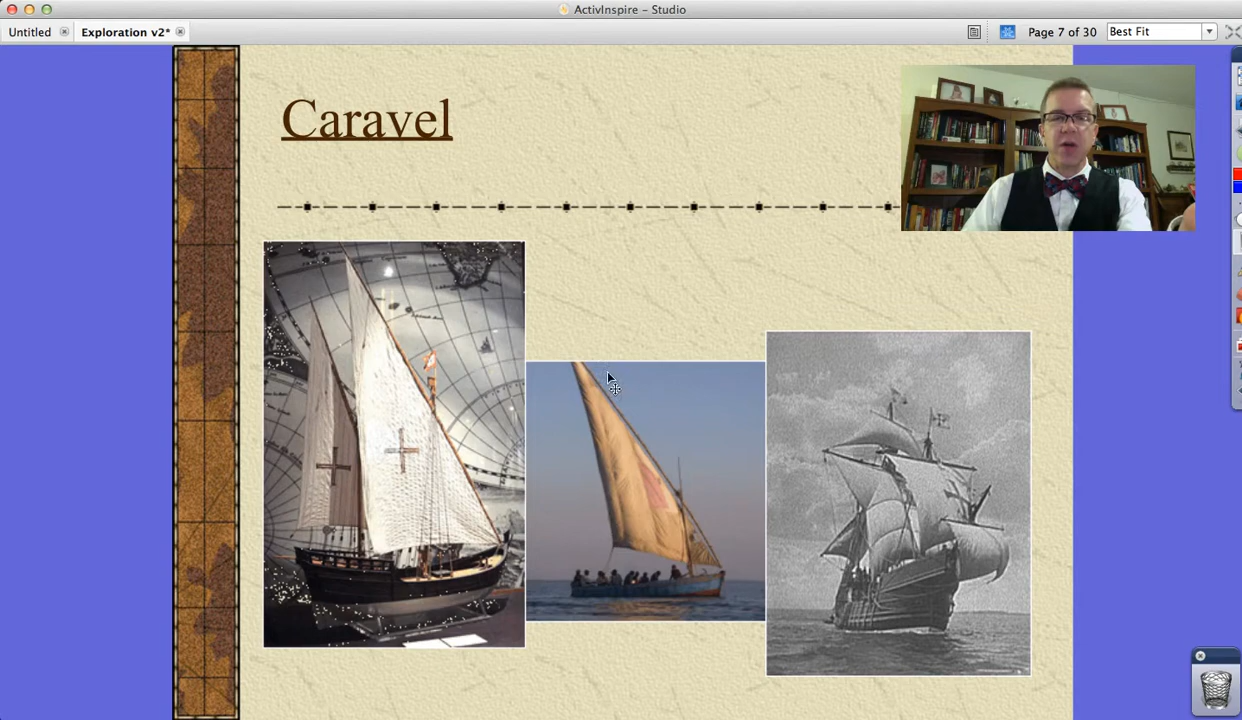 ActivInspire – Studio
Untitled
Exploration v2*
Page 7 of 30
Best Fit
Caravel